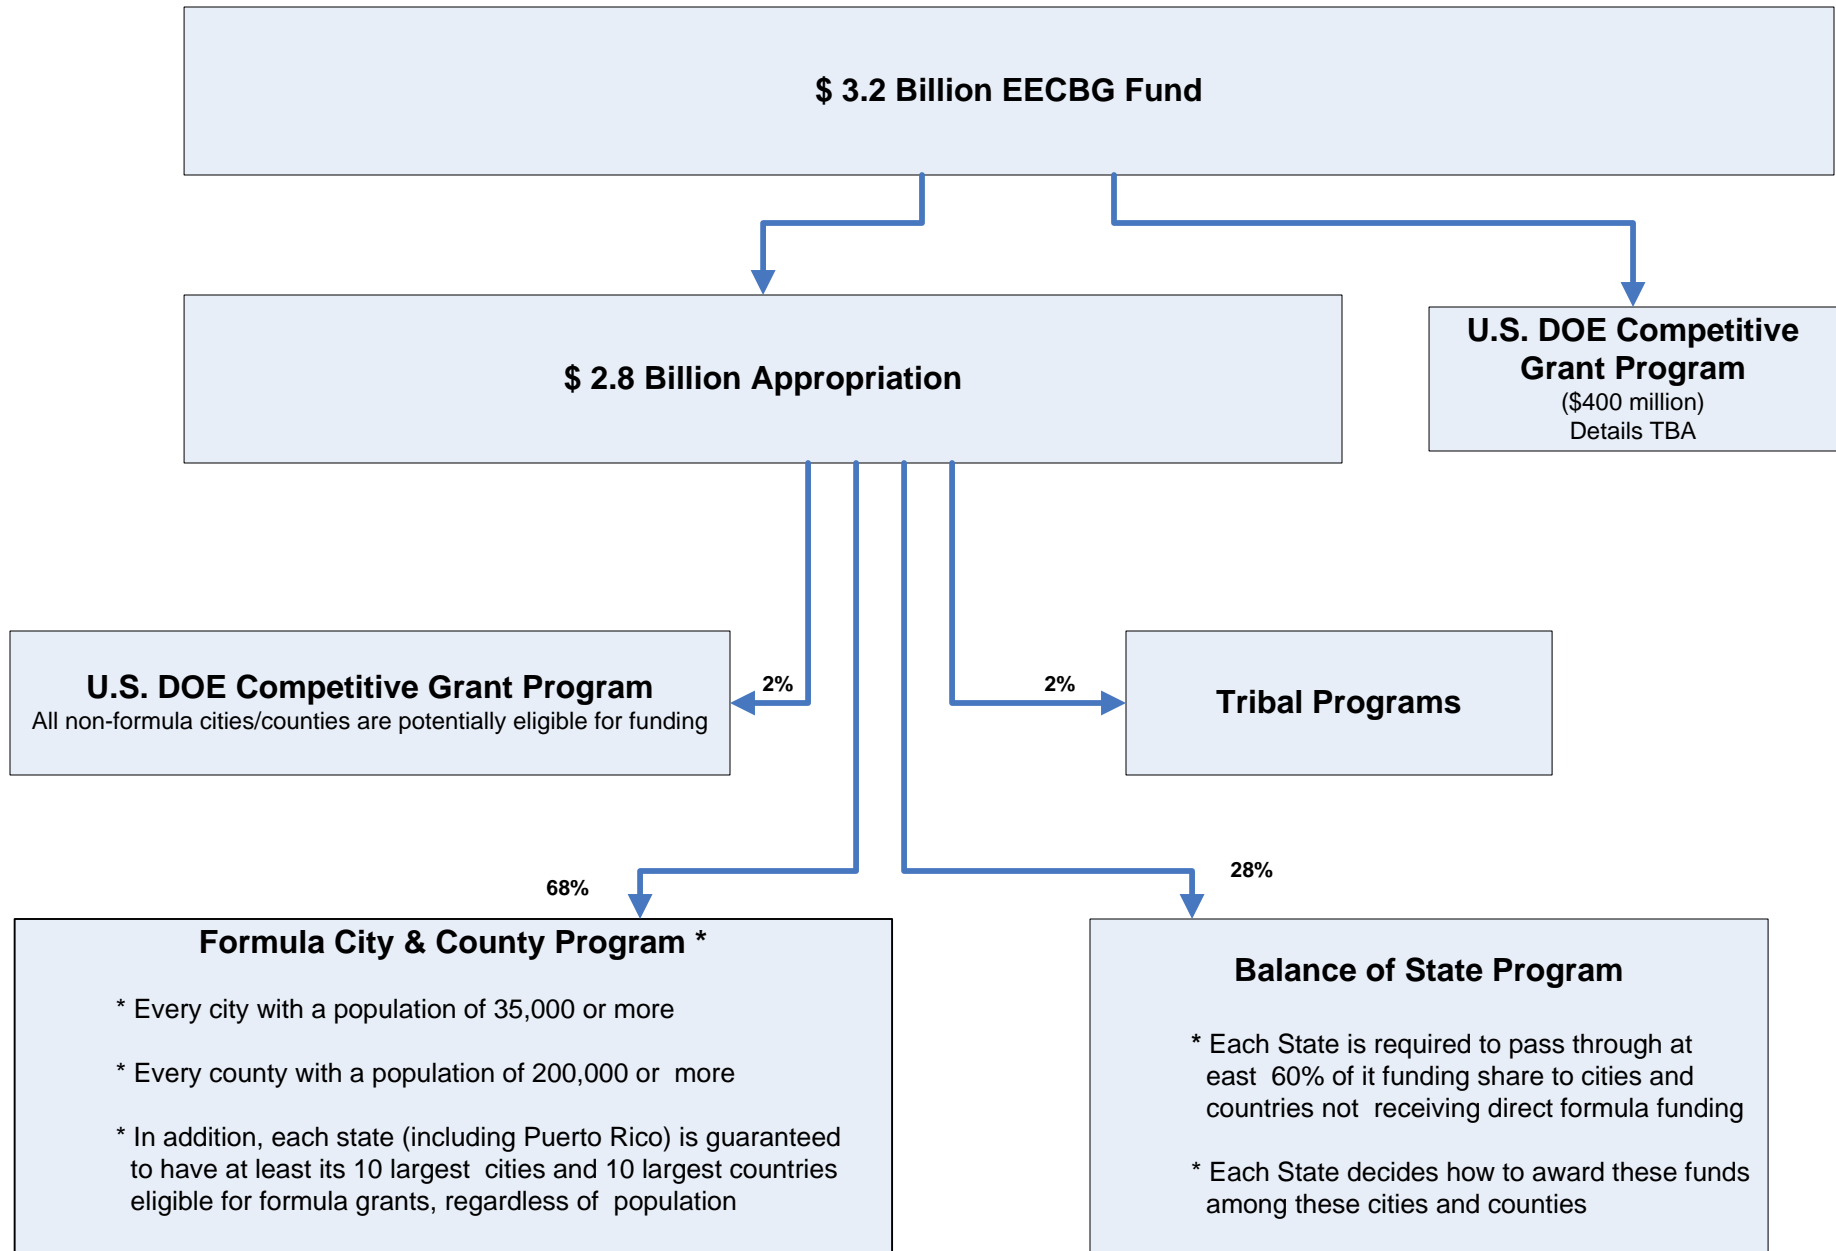 $ 3.2 Billion EECBG Fund
$ 2.8 Billion Appropriation
U.S. DOE Competitive
Grant Program
($400 million)
Details TBA
U.S. DOE Competitive Grant Program
All non-formula cities/counties are potentially eligible for funding
2%
2%
Tribal Programs
68%
28%
Formula City & County Program *
* Every city with a population of 35,000 or more
* Every county with a population of 200,000 or more
* In addition, each state (including Puerto Rico) is guaranteed
to have at least its 10 largest cities and 10 largest countries
eligible for formula grants, regardless of population
Balance of State Program
* Each State is required to pass through at
east 60% of it funding share to cities and
countries not receiving direct formula funding
* Each State decides how to award these funds
among these cities and counties